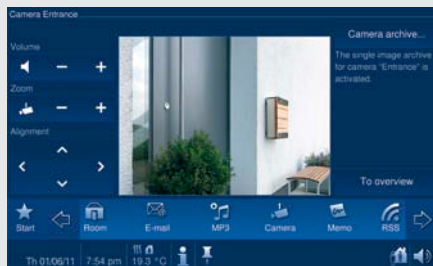 Camera Entrance
Volume
Zoom
Alignment
Camera archive...
The single image archive
for camera "Entrance" is
activated.
To overview
Start
Room
E-mail
MP3
Camera
Memo
RSS
Th 01/06/11
7:54 pm
19.3 °C